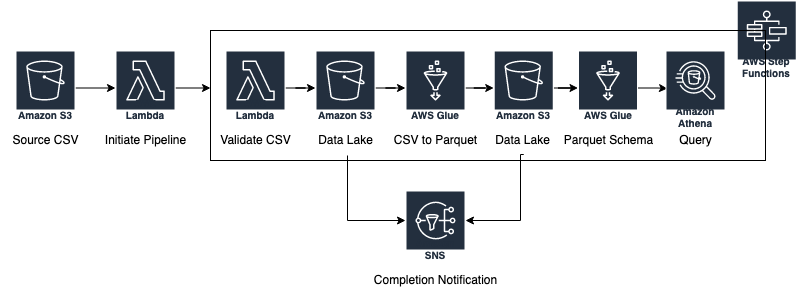 AWS Step
Functions
Amazon S3
Lambda
Lambda
Amazon S3
AWS Glue
Amazon S3
AWS Glue
Amazon
Athena
Source CSV
Initiate Pipeline
Validate CSV
Data Lake
CSV to Parquet
Data Lake
Parquet Schema
Query
SNS
Completion Notification